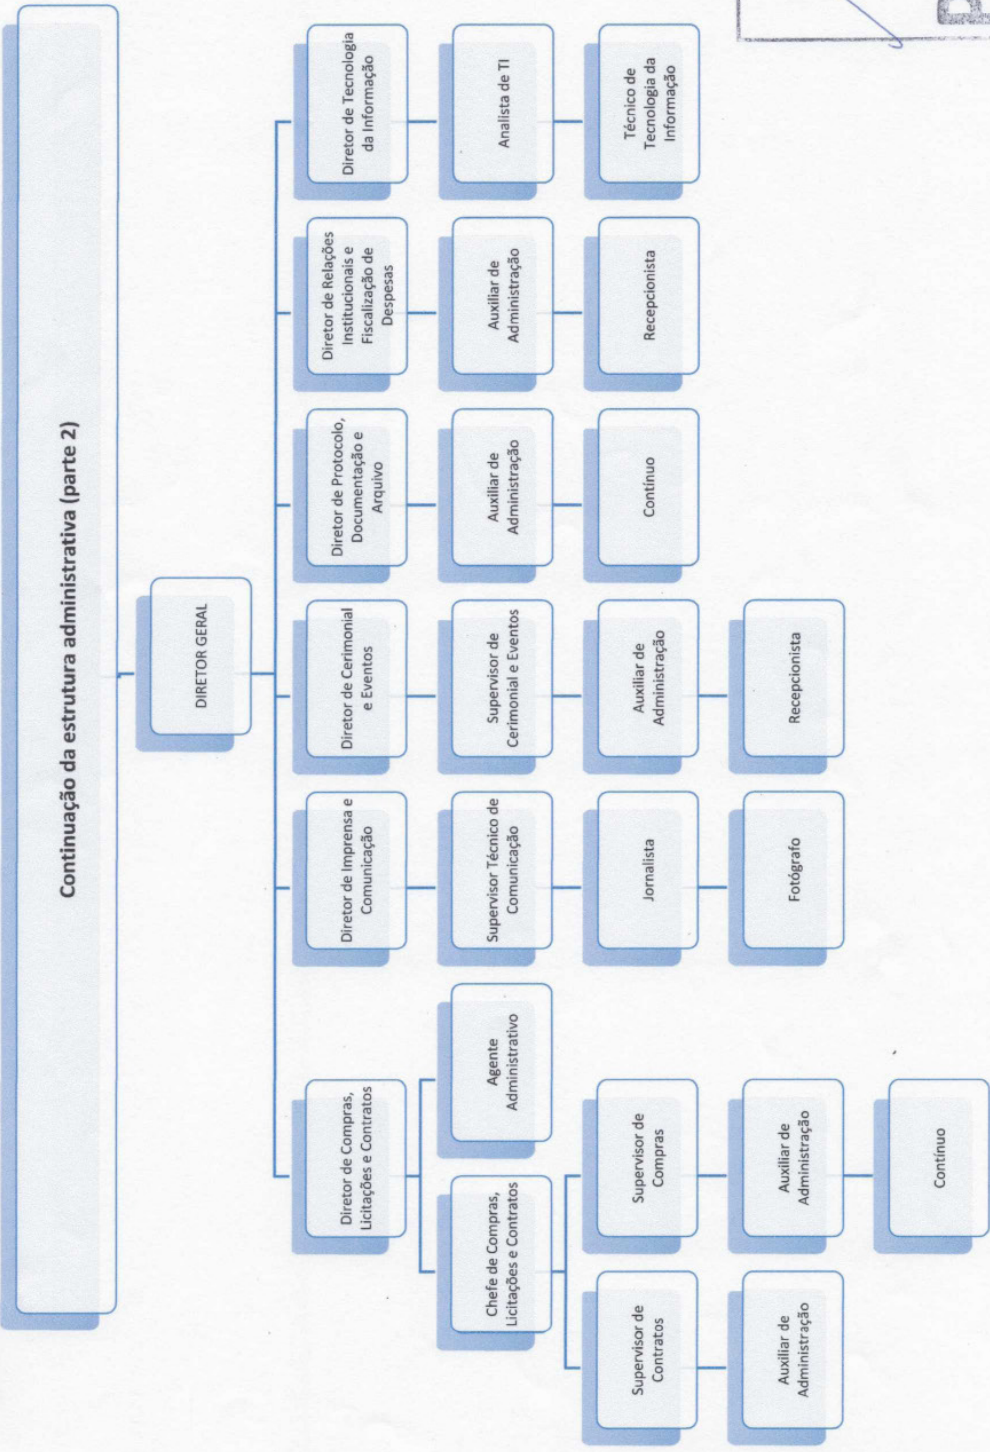 Continuação da estrutura administrativa (parte 2)
DIRETOR GERAL
Diretor de Compras,
Licitações e Contratos
Diretor de Imprensa e
Comunicação
Diretor de Cerimonial
e Eventos
Diretor de Protocolo,
Documentação e
Arquivo
Diretor de Relações
Institucionais e
Fiscalização de
Despesas
Diretor de Tecnologia
da Informação
Chefe de Compras,
Licitações e Contratos
Agente
Administrativo
Supervisor Técnico de
Comunicação
Supervisor de
Cerimonial e Eventos
Auxiliar de
Administração
Auxiliar de
Administração
Analista de TI
Supervisor de
Contratos
Supervisor de
Compras
Jornalista
Auxiliar de
Administração
Contínuo
Recepcionista
Técnico de
Tecnologia da
Informação
Auxiliar de
Administração
Auxiliar de
Administração
Fotógrafo
Recepcionista
Contínuo